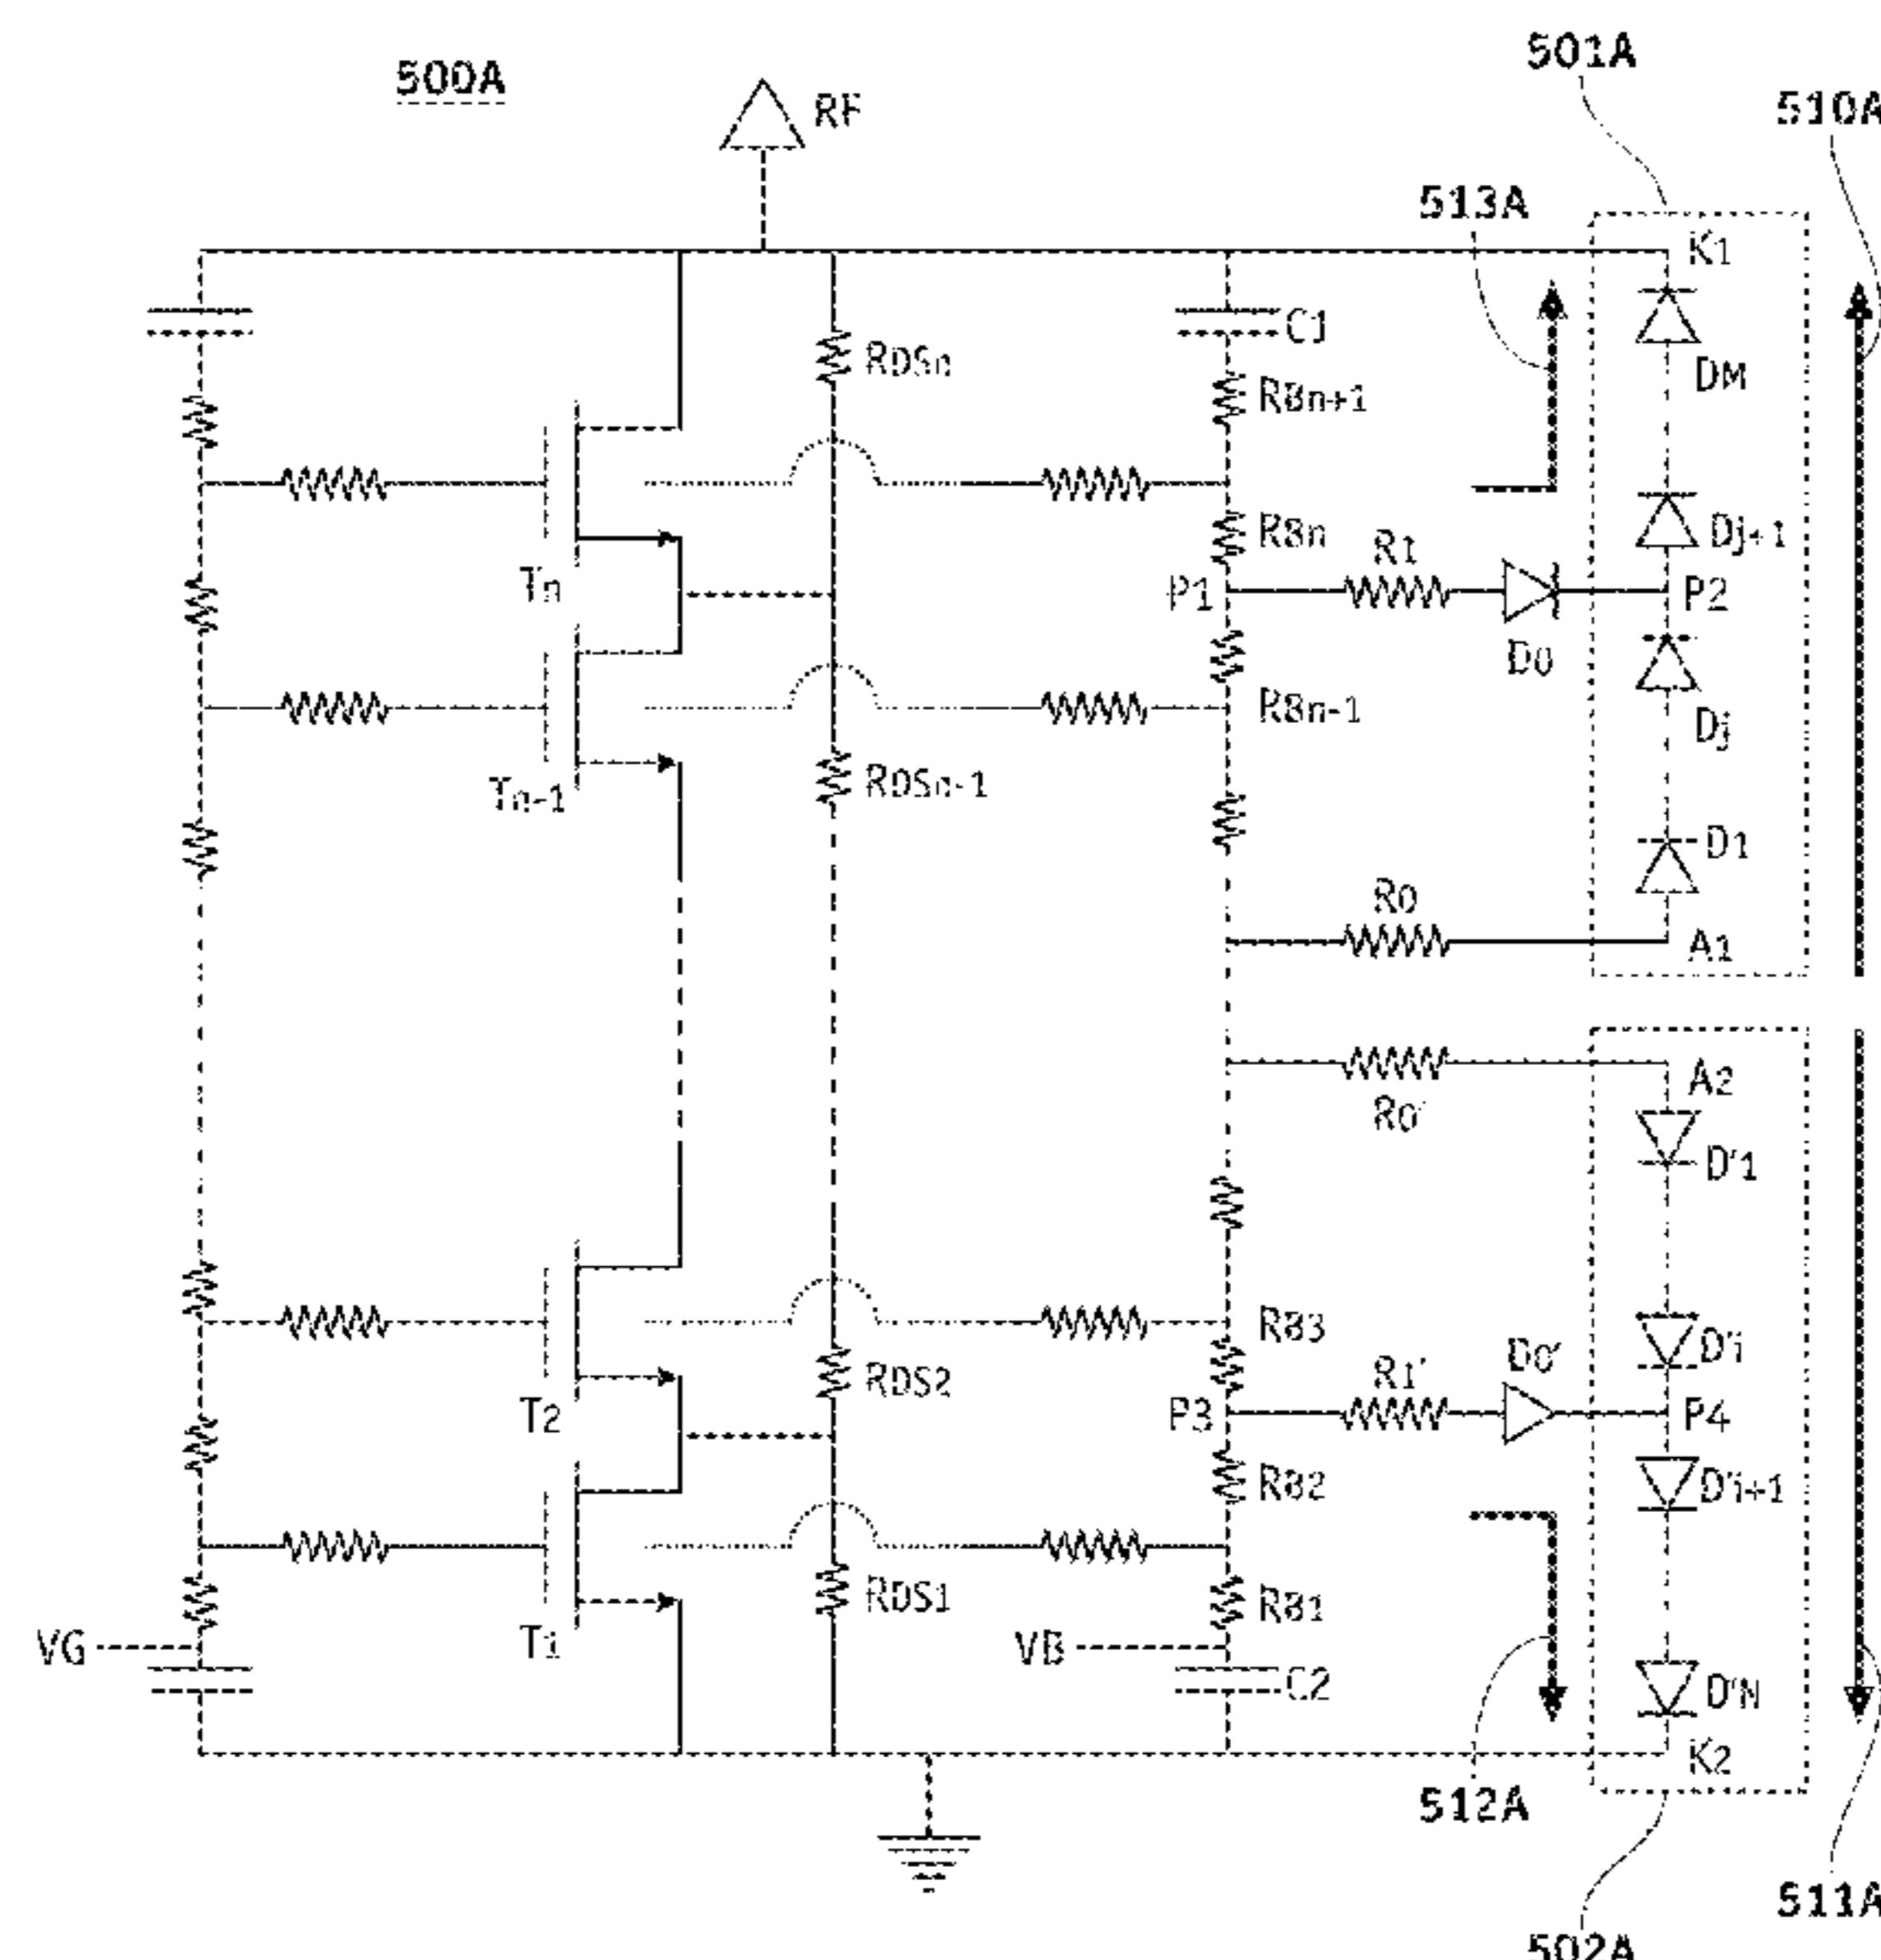 500A
RF
501A
510A
513A
K1
C1
RDSn
DM
RBn+1
RBn
R1
Dj+1
Tn
P1
P2
D0
RBn-1
Dj
Tn-1
RDSn-1
D1
R0
A1
A2
R0'
D'1
RB3
D'i
RDS2
R1'
D0'
T2
P3
P4
RB2
D'i+1
RDS1
RB1
VG
T1
VB
C2
D'N
K2
512A
511A
502A